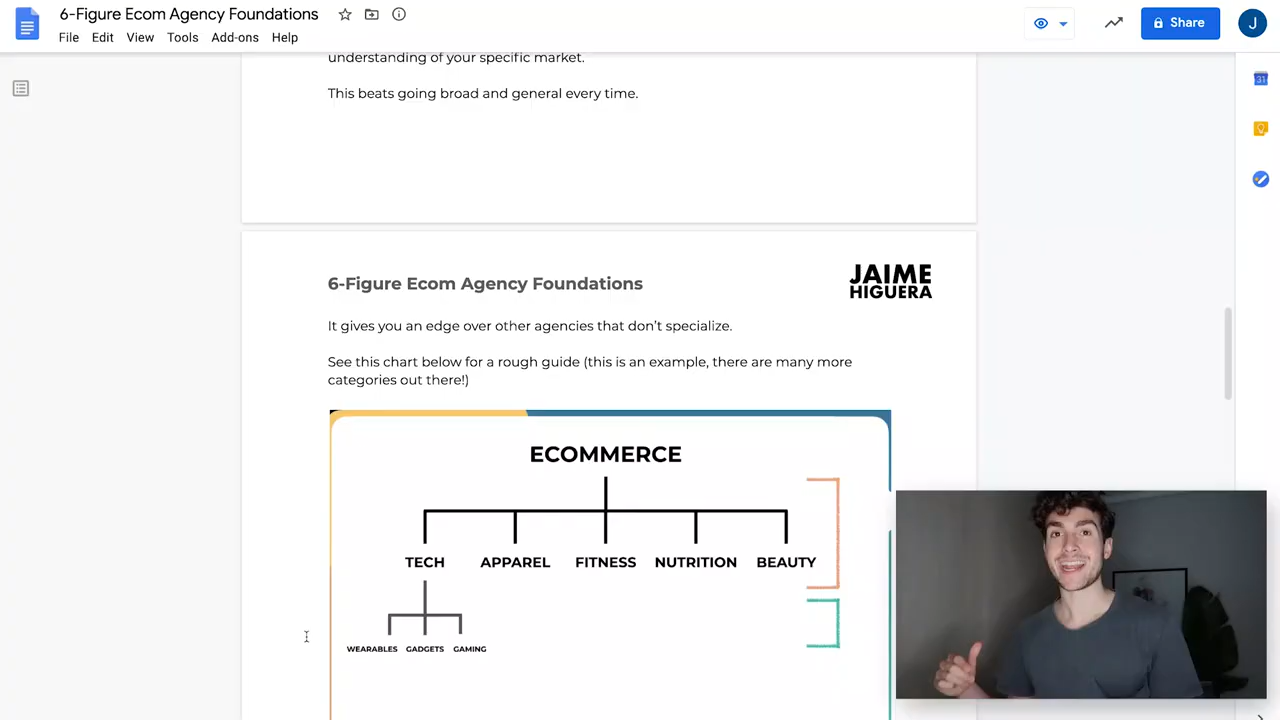 6-Figure Ecom Agency Foundations
File Edit View Tools Add-ons Help
Share
J
31
understanding of your specific market.
This beats going broad and general every time.
6-Figure Ecom Agency Foundations
JAIME
HIGUERA
It gives you an edge over other agencies that don’t specialize.
See this chart below for a rough guide (this is an example, there are many more
categories out there!)
ECOMMERCE
TECH APPAREL FITNESS NUTRITION BEAUTY
WEARABLES GADGETS GAMING